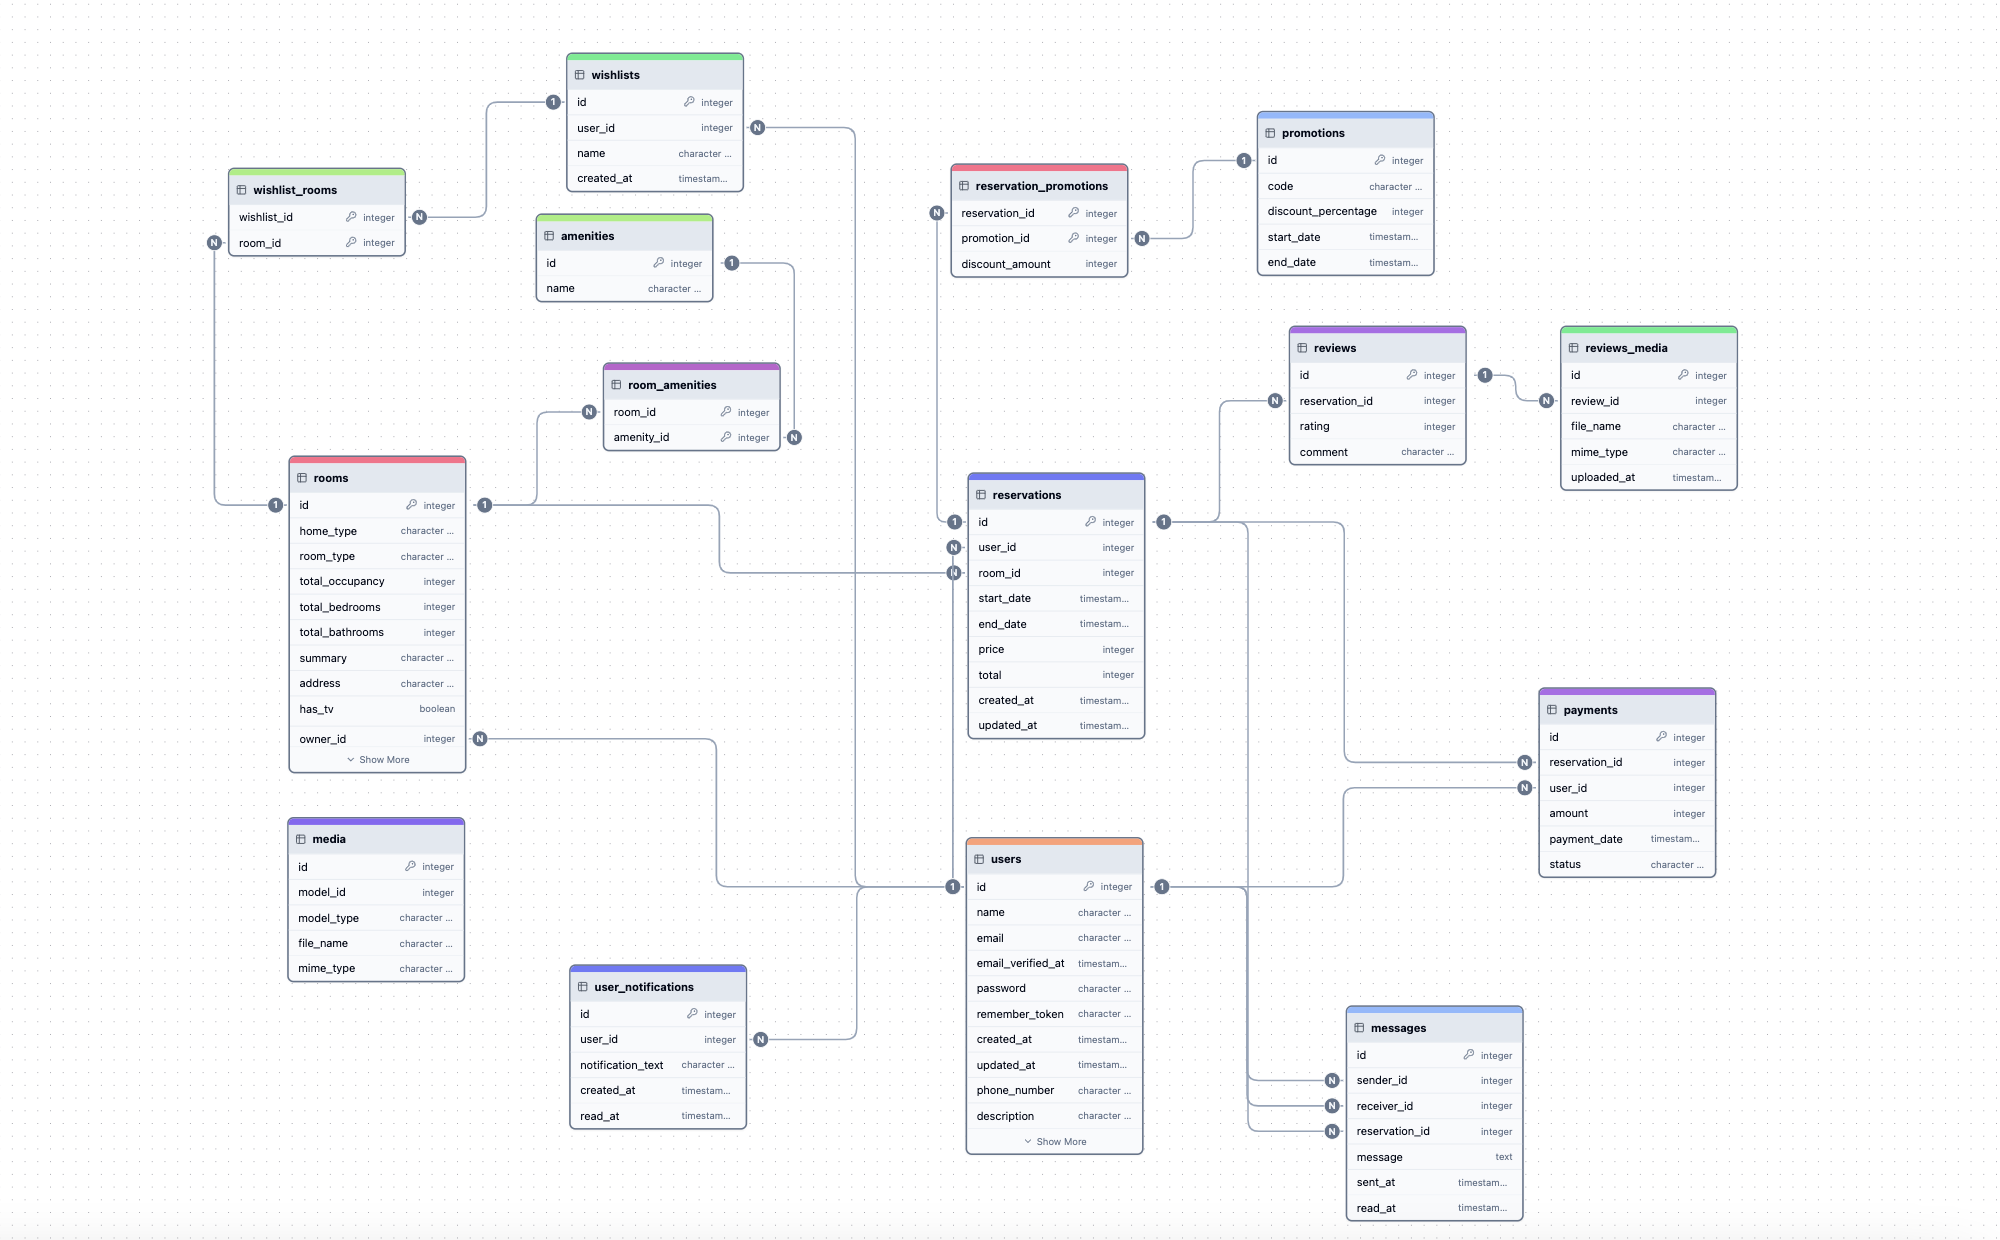 wishlists
id integer
user_id integer
name character ...
created_at timestam...
1
N
promotions
id integer
code character ...
discount_percentage integer
start_date timestam...
end_date timestam...
1
wishlist_rooms
wishlist_id integer
room_id integer
N
N
reservation_promotions
reservation_id integer
promotion_id integer
discount_amount integer
N
N
amenities
id integer
name character ...
1
reviews
id integer
reservation_id integer
rating integer
comment character ...
1
N
reviews_media
id integer
review_id integer
file_name character ...
mime_type character ...
uploaded_at timestam...
N
room_amenities
room_id integer
amenity_id integer
N
N
rooms
id integer
home_type character ...
room_type character ...
total_occupancy integer
total_bedrooms integer
total_bathrooms integer
summary character ...
address character ...
has_tv boolean
owner_id integer
Show More
1
1
N
reservations
id integer
user_id integer
room_id integer
start_date timestam...
end_date timestam...
price integer
total integer
created_at timestam...
updated_at timestam...
1
1
N
N
payments
id integer
reservation_id integer
user_id integer
amount integer
payment_date timestam...
status character ...
N
N
media
id integer
model_id integer
model_type character ...
file_name character ...
mime_type character ...
users
id integer
name character ...
email character ...
email_verified_at timestam...
password character ...
remember_token character ...
created_at timestam...
updated_at timestam...
phone_number character ...
description character ...
Show More
1
1
user_notifications
id integer
user_id integer
notification_text character ...
created_at timestam...
read_at timestam...
N
messages
id integer
sender_id integer
receiver_id integer
reservation_id integer
message text
sent_at timestam...
read_at timestam...
N
N
N